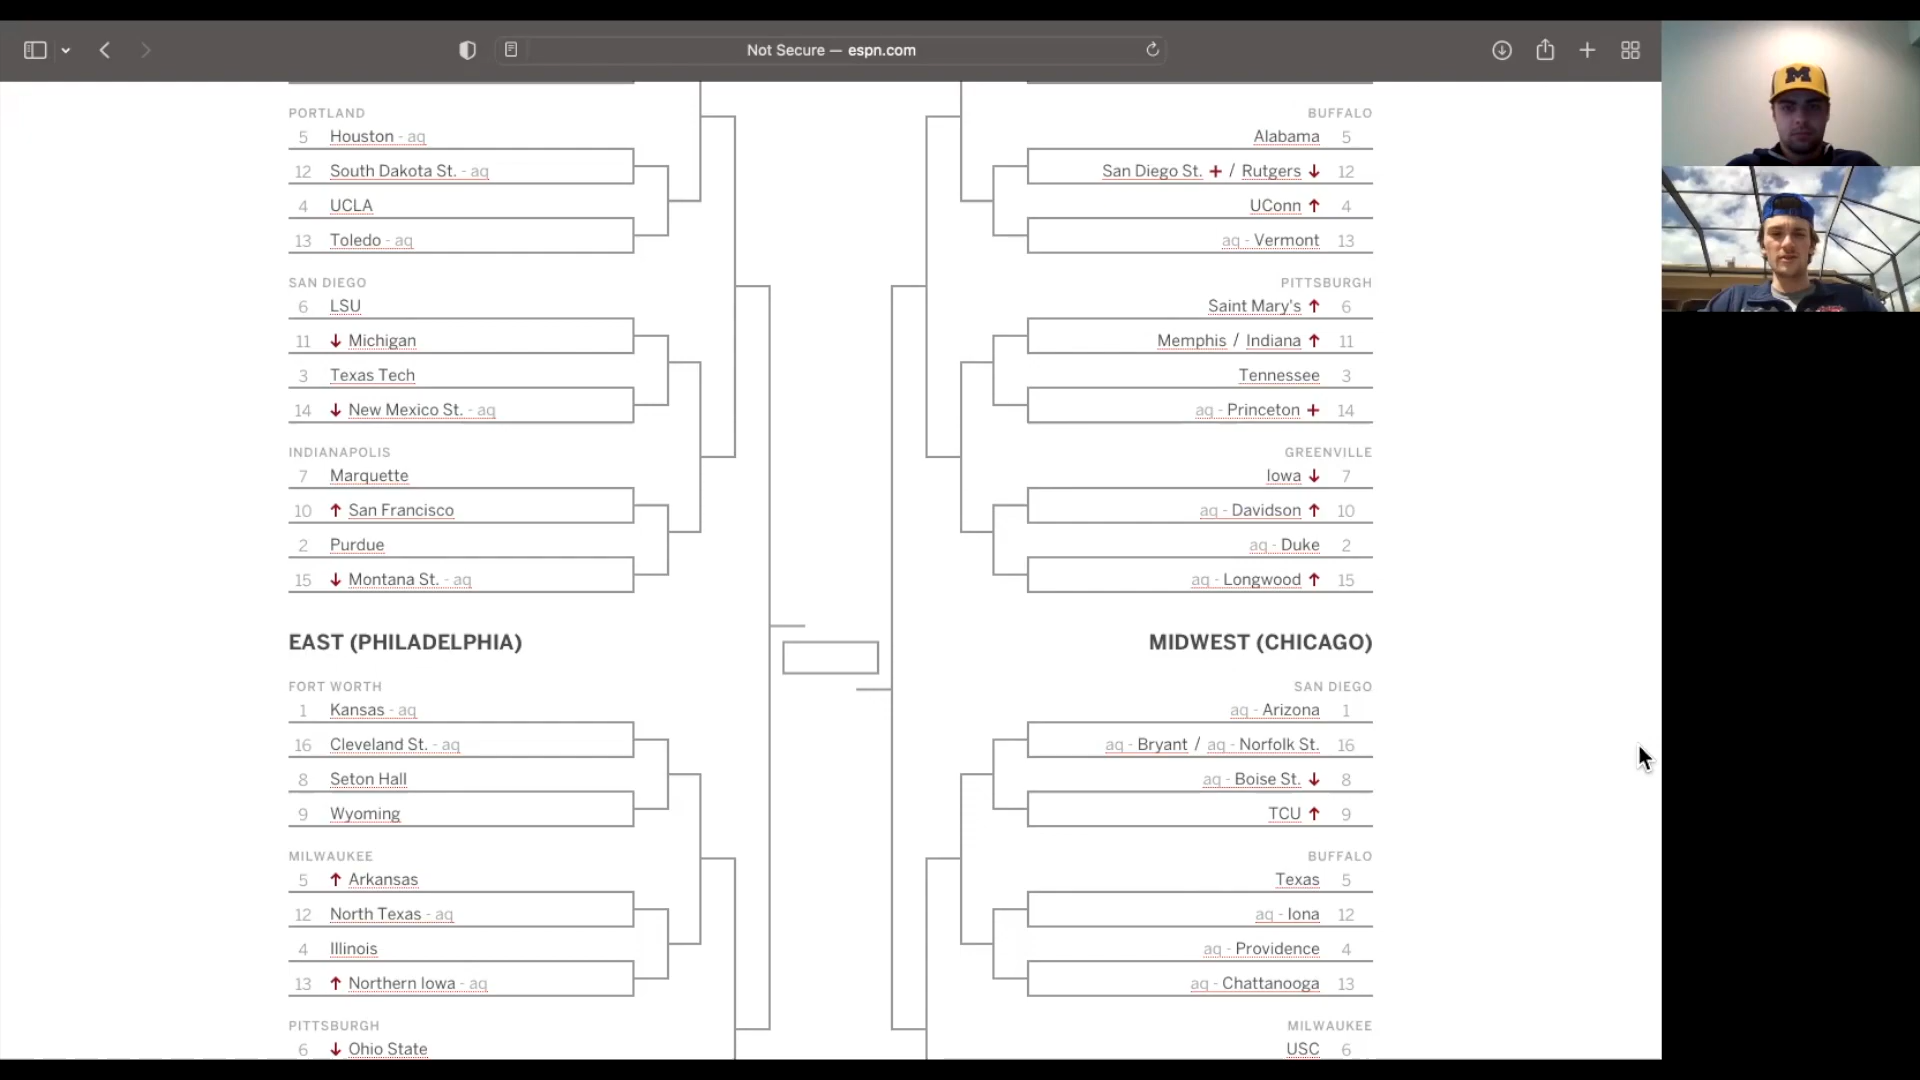 Not Secure — espn.com
M
PORTLAND
5 Houston - aq
12 South Dakota St. - aq
4 UCLA
13 Toledo - aq
SAN DIEGO
6 LSU
11 ↓ Michigan
3 Texas Tech
14 ↓ New Mexico St. - aq
INDIANAPOLIS
7 Marquette
10 ↑ San Francisco
2 Purdue
15 ↓ Montana St. - aq
EAST (PHILADELPHIA)
FORT WORTH
1 Kansas - aq
16 Cleveland St. - aq
8 Seton Hall
9 Wyoming
MILWAUKEE
5 ↑ Arkansas
12 North Texas - aq
4 Illinois
13 ↑ Northern Iowa - aq
PITTSBURGH
6 ↓ Ohio State
BUFFALO
Alabama 5
San Diego St. + / Rutgers ↓ 12
UConn ↑ 4
aq - Vermont 13
PITTSBURGH
Saint Mary's ↑ 6
Memphis / Indiana ↑ 11
Tennessee 3
aq - Princeton + 14
GREENVILLE
Iowa ↓ 7
aq - Davidson ↑ 10
aq - Duke 2
aq - Longwood ↑ 15
MIDWEST (CHICAGO)
SAN DIEGO
aq - Arizona 1
aq - Bryant / aq - Norfolk St. 16
aq - Boise St. ↓ 8
TCU ↑ 9
BUFFALO
Texas 5
aq - Iona 12
aq - Providence 4
aq - Chattanooga 13
MILWAUKEE
USC 6